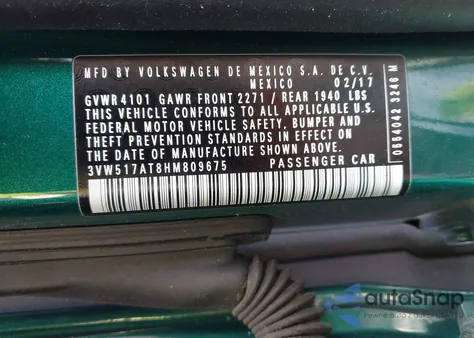 MFD BY VOLKSWAGEN DE MEXICO S.A. DE C.V.
MEXICO 02/17
GVWR 4101 GAWR FRONT 2271 / REAR 1940 LBS
THIS VEHICLE CONFORMS TO ALL APPLICABLE U.S.
FEDERAL MOTOR VEHICLE SAFETY, BUMPER AND
THEFT PREVENTION STANDARDS IN EFFECT ON
THE DATE OF MANUFACTURE SHOWN ABOVE.
3VW517AT8HM809675 PASSENGER CAR
0554042 3246 M
autoSnap